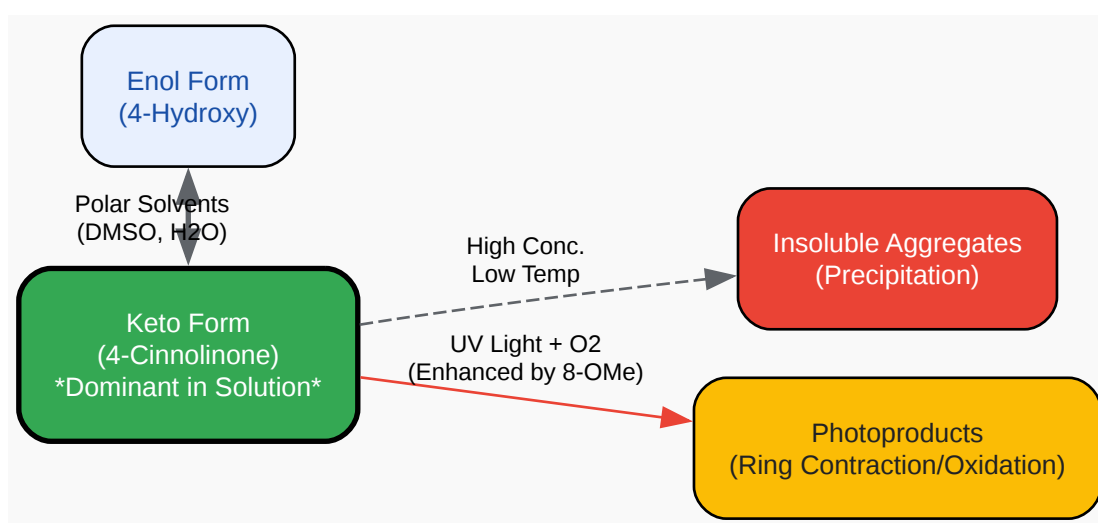 Enol Form
(4-Hydroxy)
Polar Solvents
(DMSO, H2O)
Keto Form
(4-Cinnolinone)
*Dominant in Solution*
High Conc.
Low Temp
Insoluble Aggregates
(Precipitation)
UV Light + O2
(Enhanced by 8-OMe)
Photoproducts
(Ring Contraction/Oxidation)